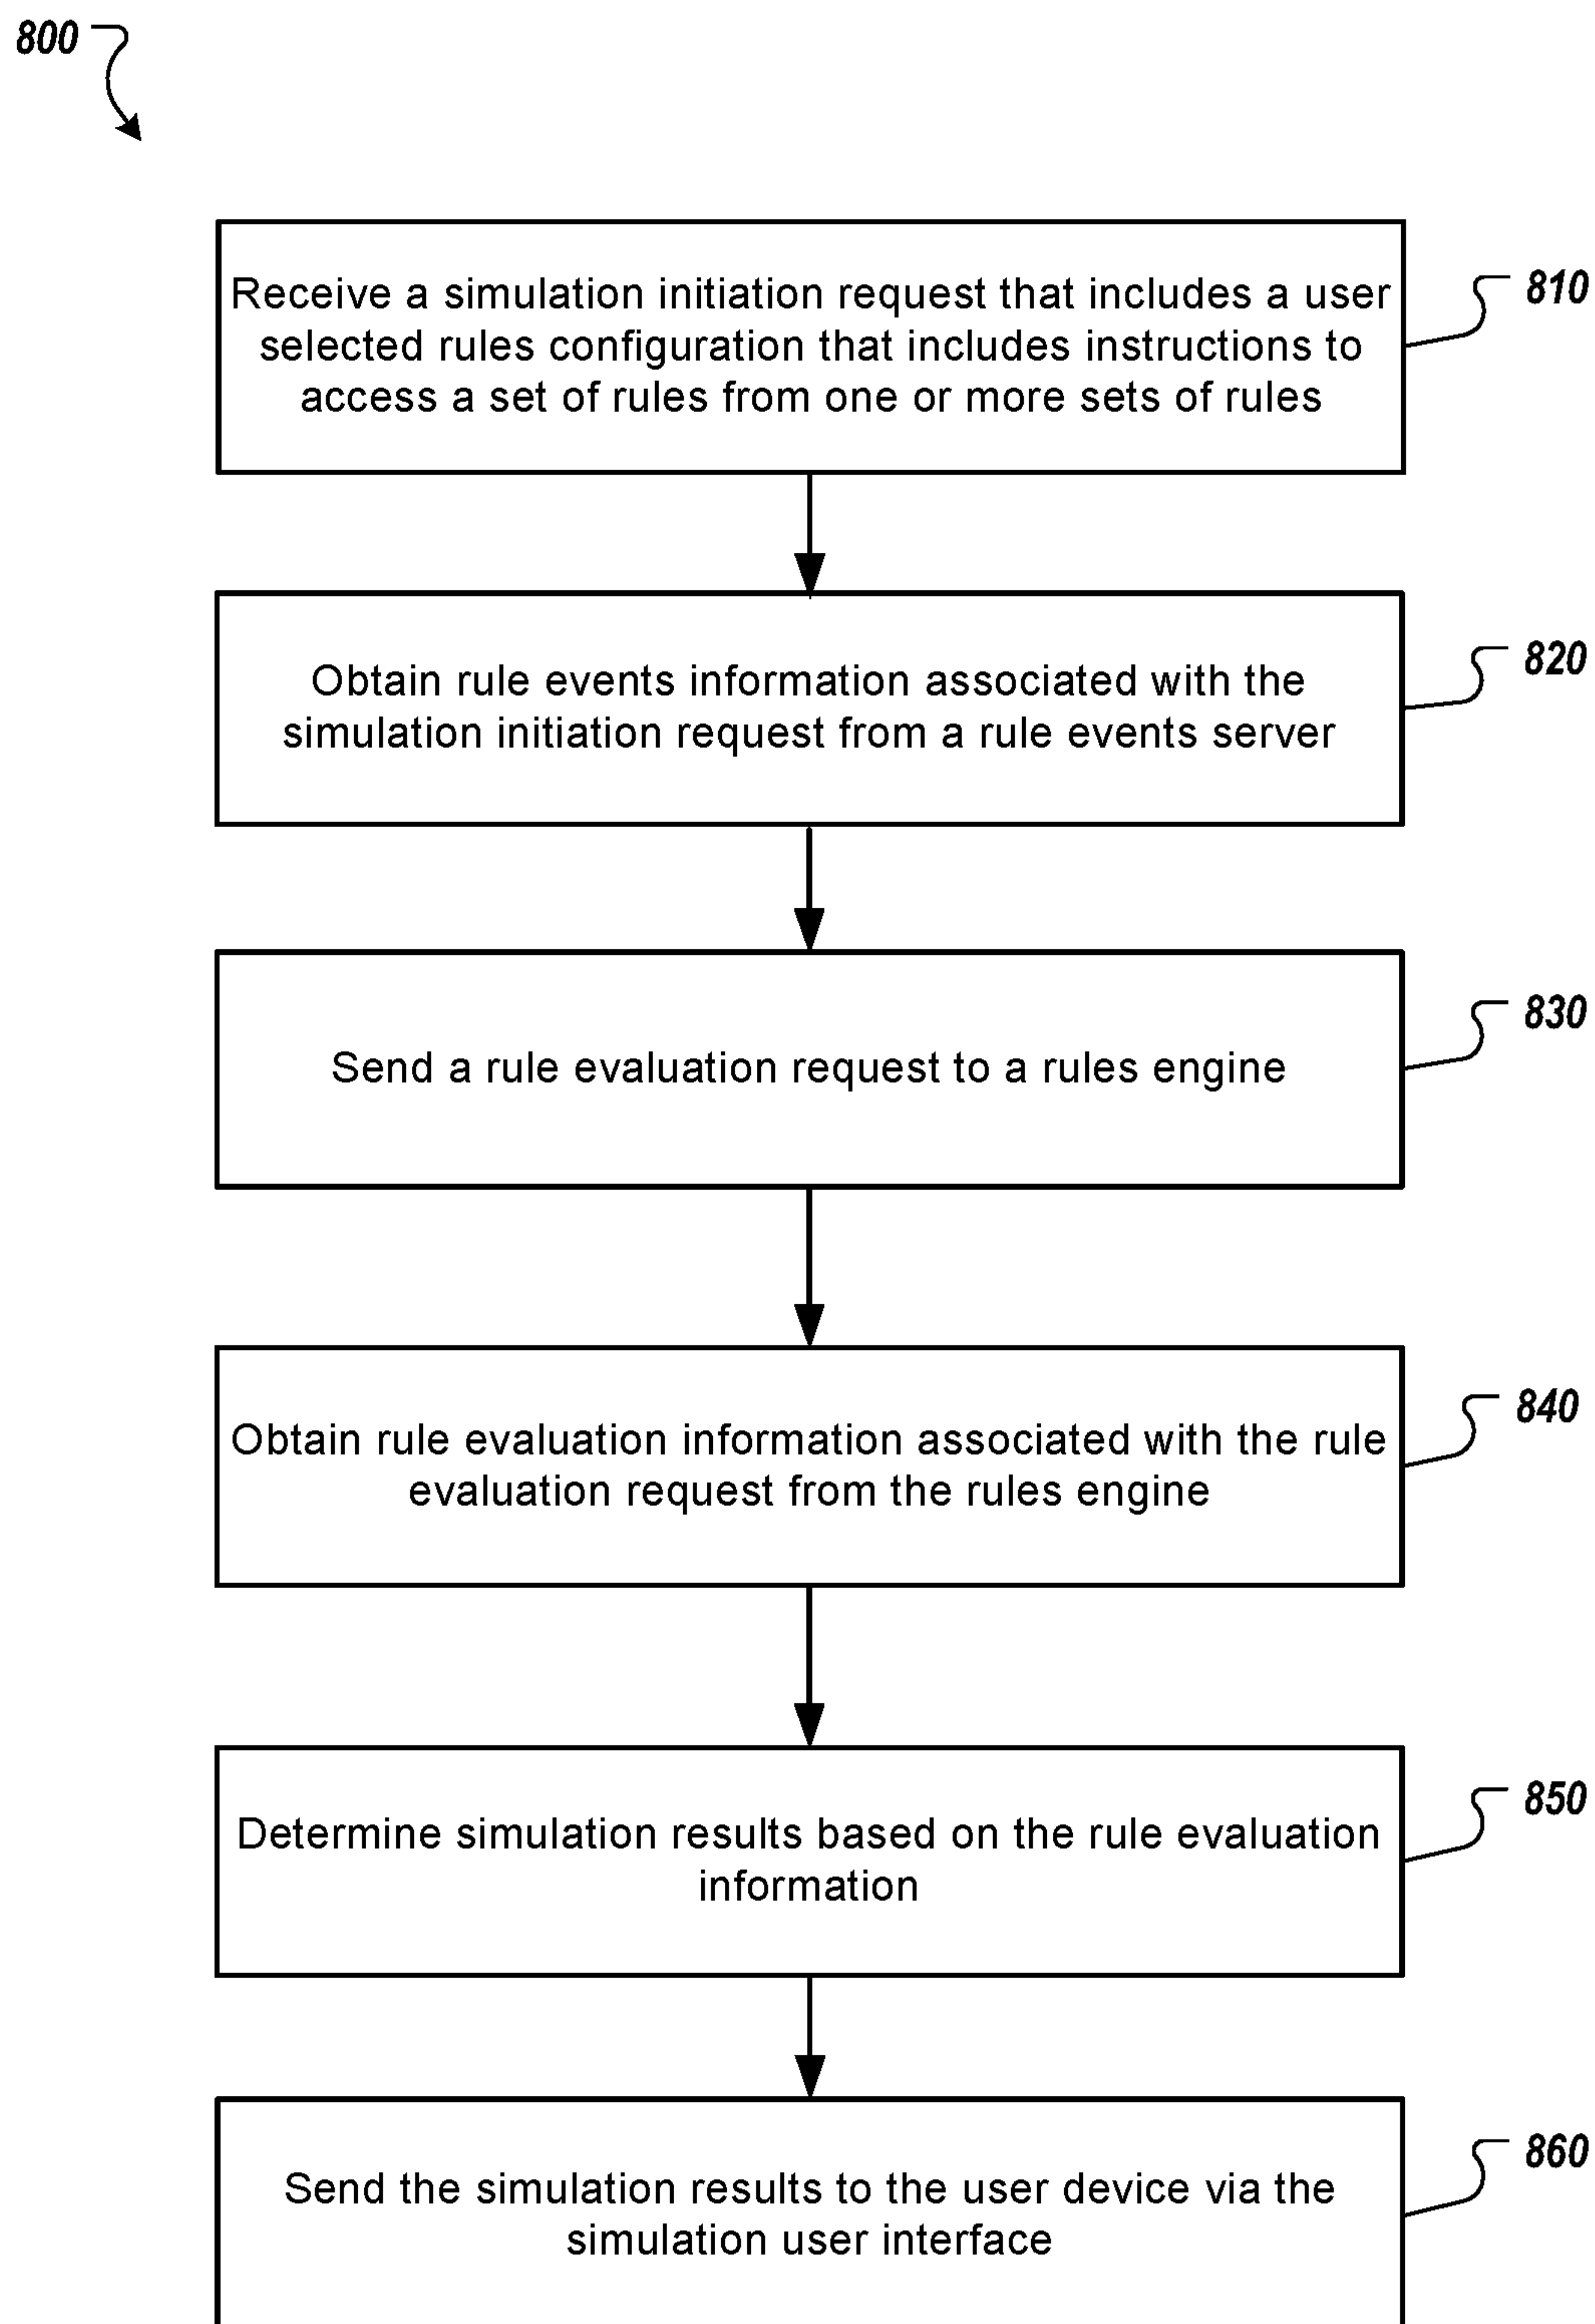 800
Receive a simulation initiation request that includes a user
selected rules configuration that includes instructions to
access a set of rules from one or more sets of rules
810
Obtain rule events information associated with the
simulation initiation request from a rule events server
820
Send a rule evaluation request to a rules engine
830
Obtain rule evaluation information associated with the rule
evaluation request from the rules engine
840
Determine simulation results based on the rule evaluation
information
850
Send the simulation results to the user device via the
simulation user interface
860